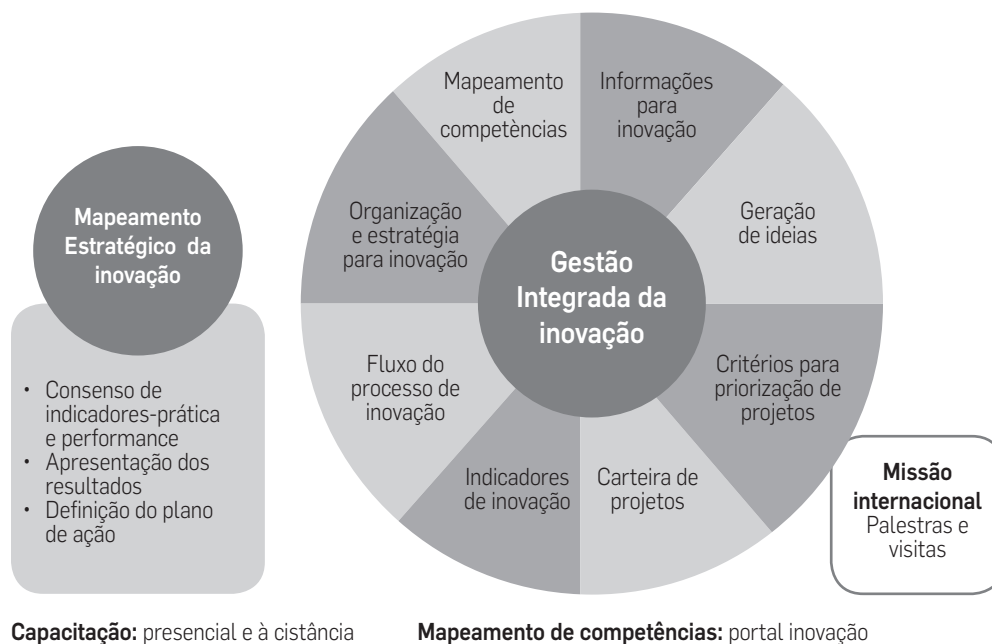 Mapeamento
Estratégico da
inovação
• Consenso de
indicadores-prática
e performance
• Apresentação dos
resultados
• Definição do plano
de ação
Gestão
Integrada da
inovação
Mapeamento
de
competències
Informações
para
inovação
Geração
de ideias
Critérios para
priorização de
projetos
Carteira de
projetos
Indicadores
de inovação
Fluxo do
processo de
inovação
Organização
e estratégia
para inovação
Missão
internacional
Palestras e
visitas
Capacitação: presencial e à cistância
Mapeamento de competências: portal inovação